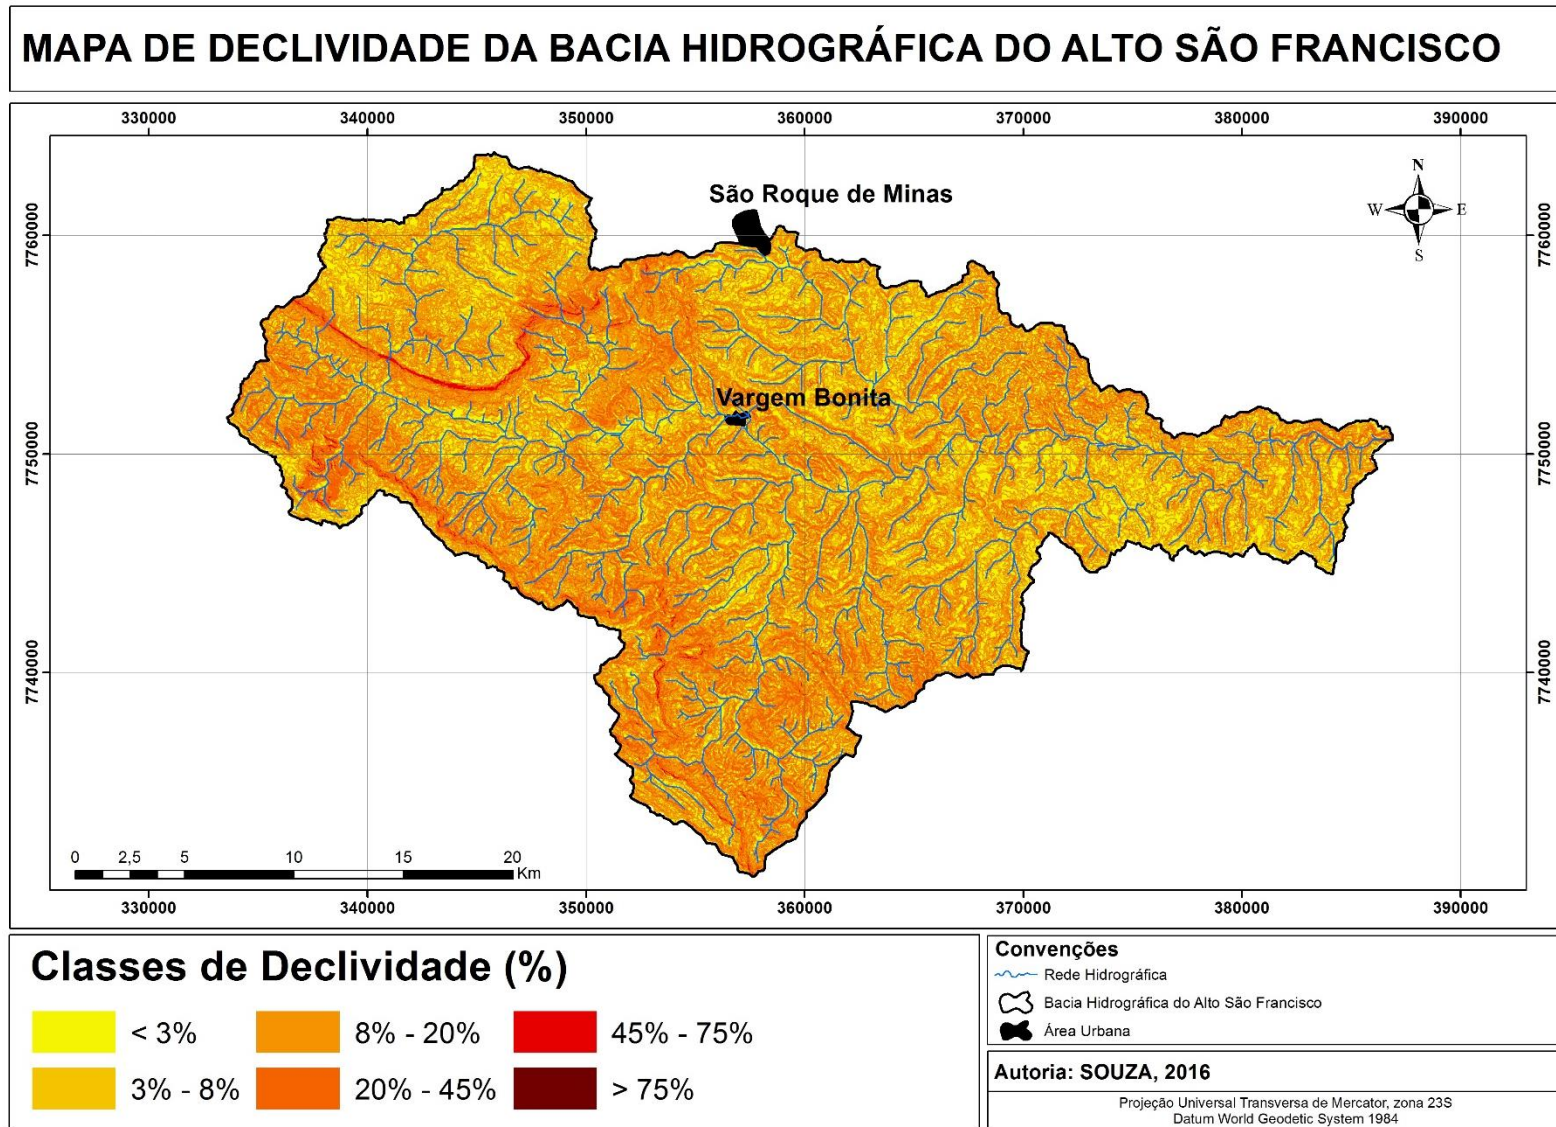 MAPA DE DECLIVIDADE DA BACIA HIDROGRÁFICA DO ALTO SÃO FRANCISCO
330000 340000 350000 360000 370000 380000 390000
N
W E
S
São Roque de Minas
7760000 7760000
Vargem Bonita
7750000 7750000
7740000 7740000
0 2,5 5 10 15 20
Km
330000 340000 350000 360000 370000 380000 390000
Classes de Declividade (%)
< 3% 8% - 20% 45% - 75%
3% - 8% 20% - 45% > 75%
Convenções
Rede Hidrográfica
Bacia Hidrográfica do Alto São Francisco
Área Urbana
Autoria: SOUZA, 2016
Projeção Universal Transversa de Mercator, zona 23S
Datum World Geodetic System 1984